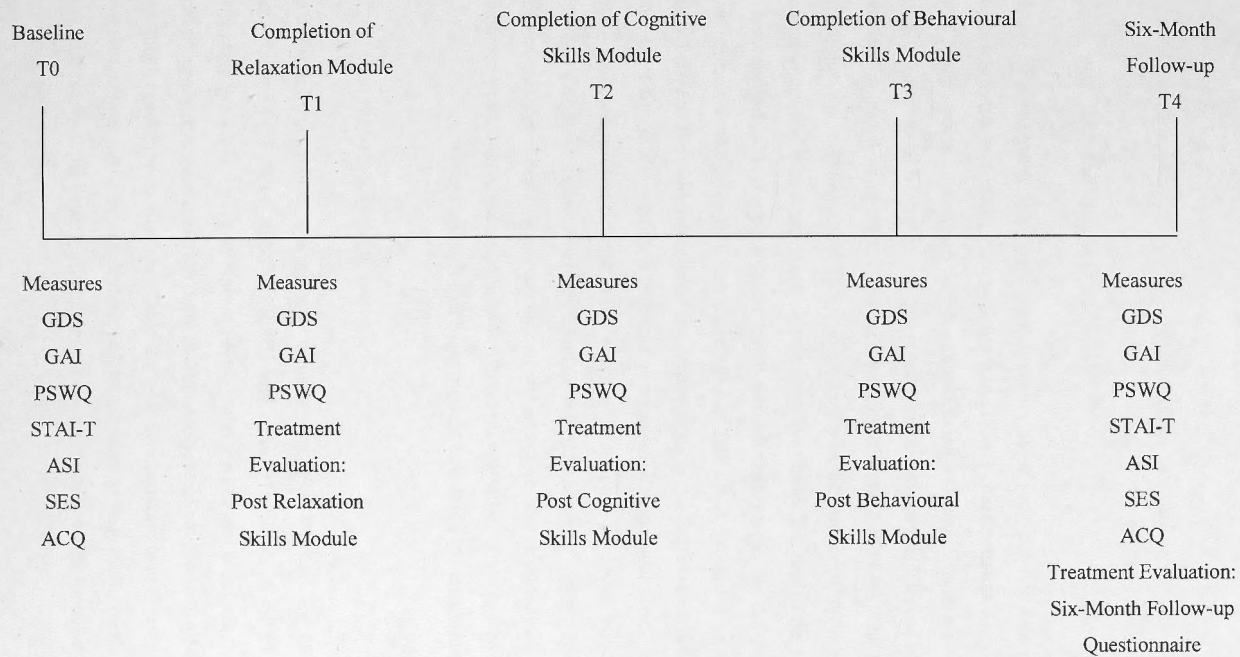 Baseline
T0
Completion of
Relaxation Module
T1
Completion of Cognitive
Skills Module
T2
Completion of Behavioural
Skills Module
T3
Six-Month
Follow-up
T4
Measures
GDS
GAI
PSWQ
STAI-T
ASI
SES
ACQ
Measures
GDS
GAI
PSWQ
Treatment
Evaluation:
Post Relaxation
Skills Module
Measures
GDS
GAI
PSWQ
Treatment
Evaluation:
Post Cognitive
Skills Module
Measures
GDS
GAI
PSWQ
Treatment
Evaluation:
Post Behavioural
Skills Module
Measures
GDS
GAI
PSWQ
STAI-T
ASI
SES
ACQ
Treatment Evaluation:
Six-Month Follow-up
Questionnaire